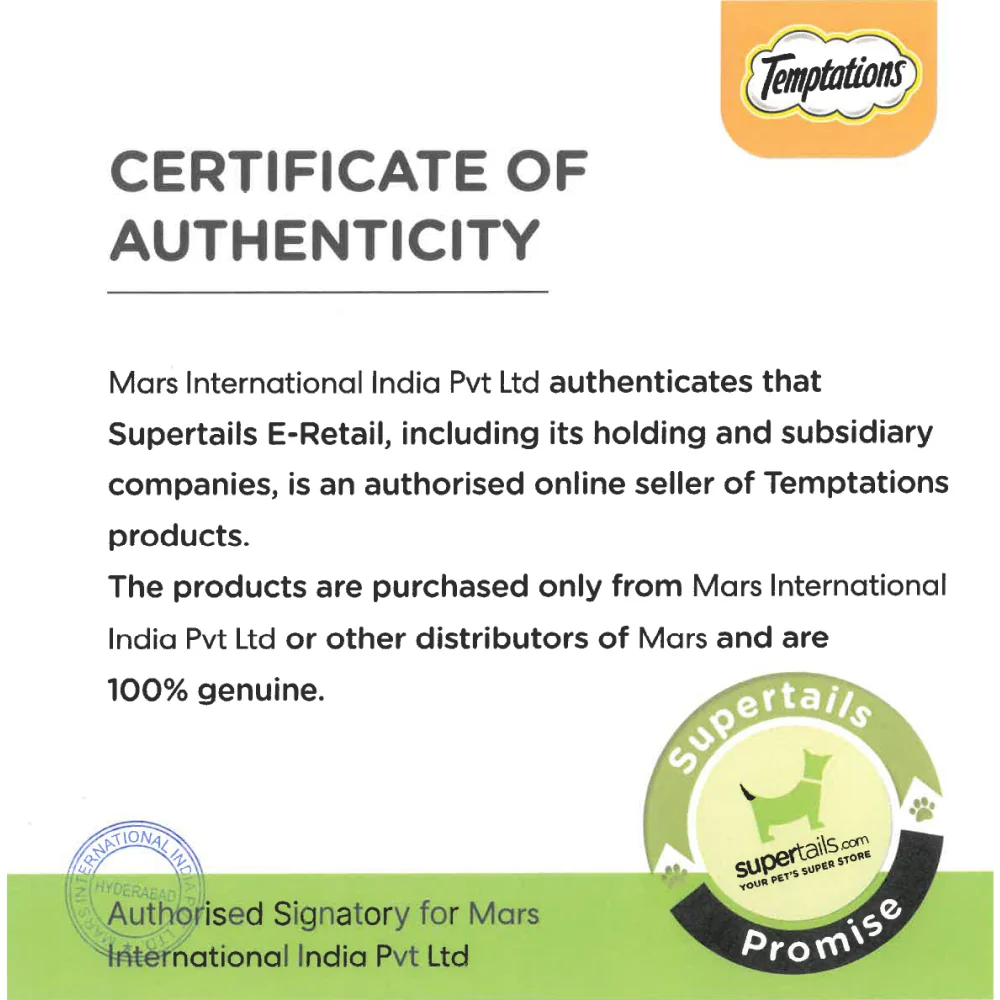 Temptations
CERTIFICATE OF
AUTHENTICITY
Mars International India Pvt Ltd authenticates that
Supertails E-Retail, including its holding and subsidiary
companies, is an authorised online seller of Temptations
products.
The products are purchased only from Mars International
India Pvt Ltd or other distributors of Mars and are
100% genuine.
Supertails
supertails.com
YOUR PET'S SUPER STORE
Promise
MARS INTERNATIONAL INDIA P
LTD
HYDERABAD
Authorised Signatory for Mars
International India Pvt Ltd